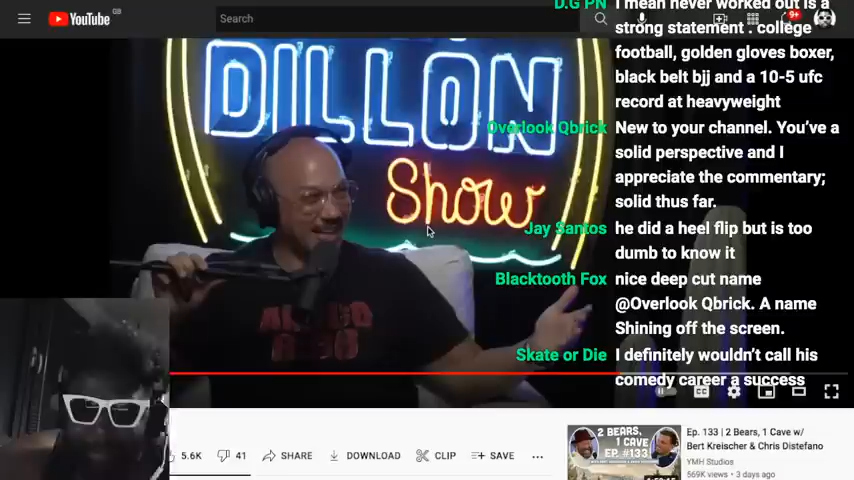 YouTube GB
Search
9+
DILLON
Show
D.G PN I mean never worked out is a
strong statement . college
football, golden gloves boxer,
black belt bjj and a 10-5 ufc
record at heavyweight
Overlook Qbrick New to your channel. You've a
solid perspective and I
appreciate the commentary;
solid thus far.
Jay Santos he did a heel flip but is too
dumb to know it
Blacktooth Fox nice deep cut name
@Overlook Qbrick. A name
Shining off the screen.
Skate or Die I definitely wouldn't call his
comedy career a success
5.6K 41 SHARE DOWNLOAD CLIP SAVE
2 BEARS,
1 CAVE
EP. #133
Ep. 133 | 2 Bears, 1 Cave w/
Bert Kreischer & Chris Distefano
YMH Studios
569K views • 3 days ago